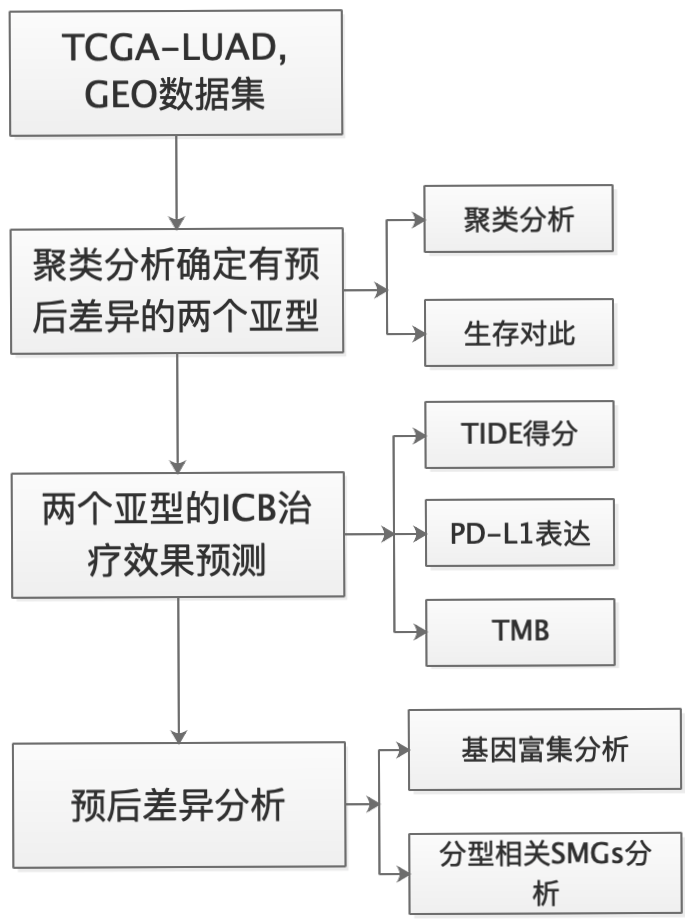 TCGA-LUAD,
GEO数据集
聚类分析确定有预
后差异的两个亚型
聚类分析
生存对此
两个亚型的ICB治
疗效果预测
TIDE得分
PD-L1表达
TMB
预后差异分析
基因富集分析
分型相关SMGs分
析